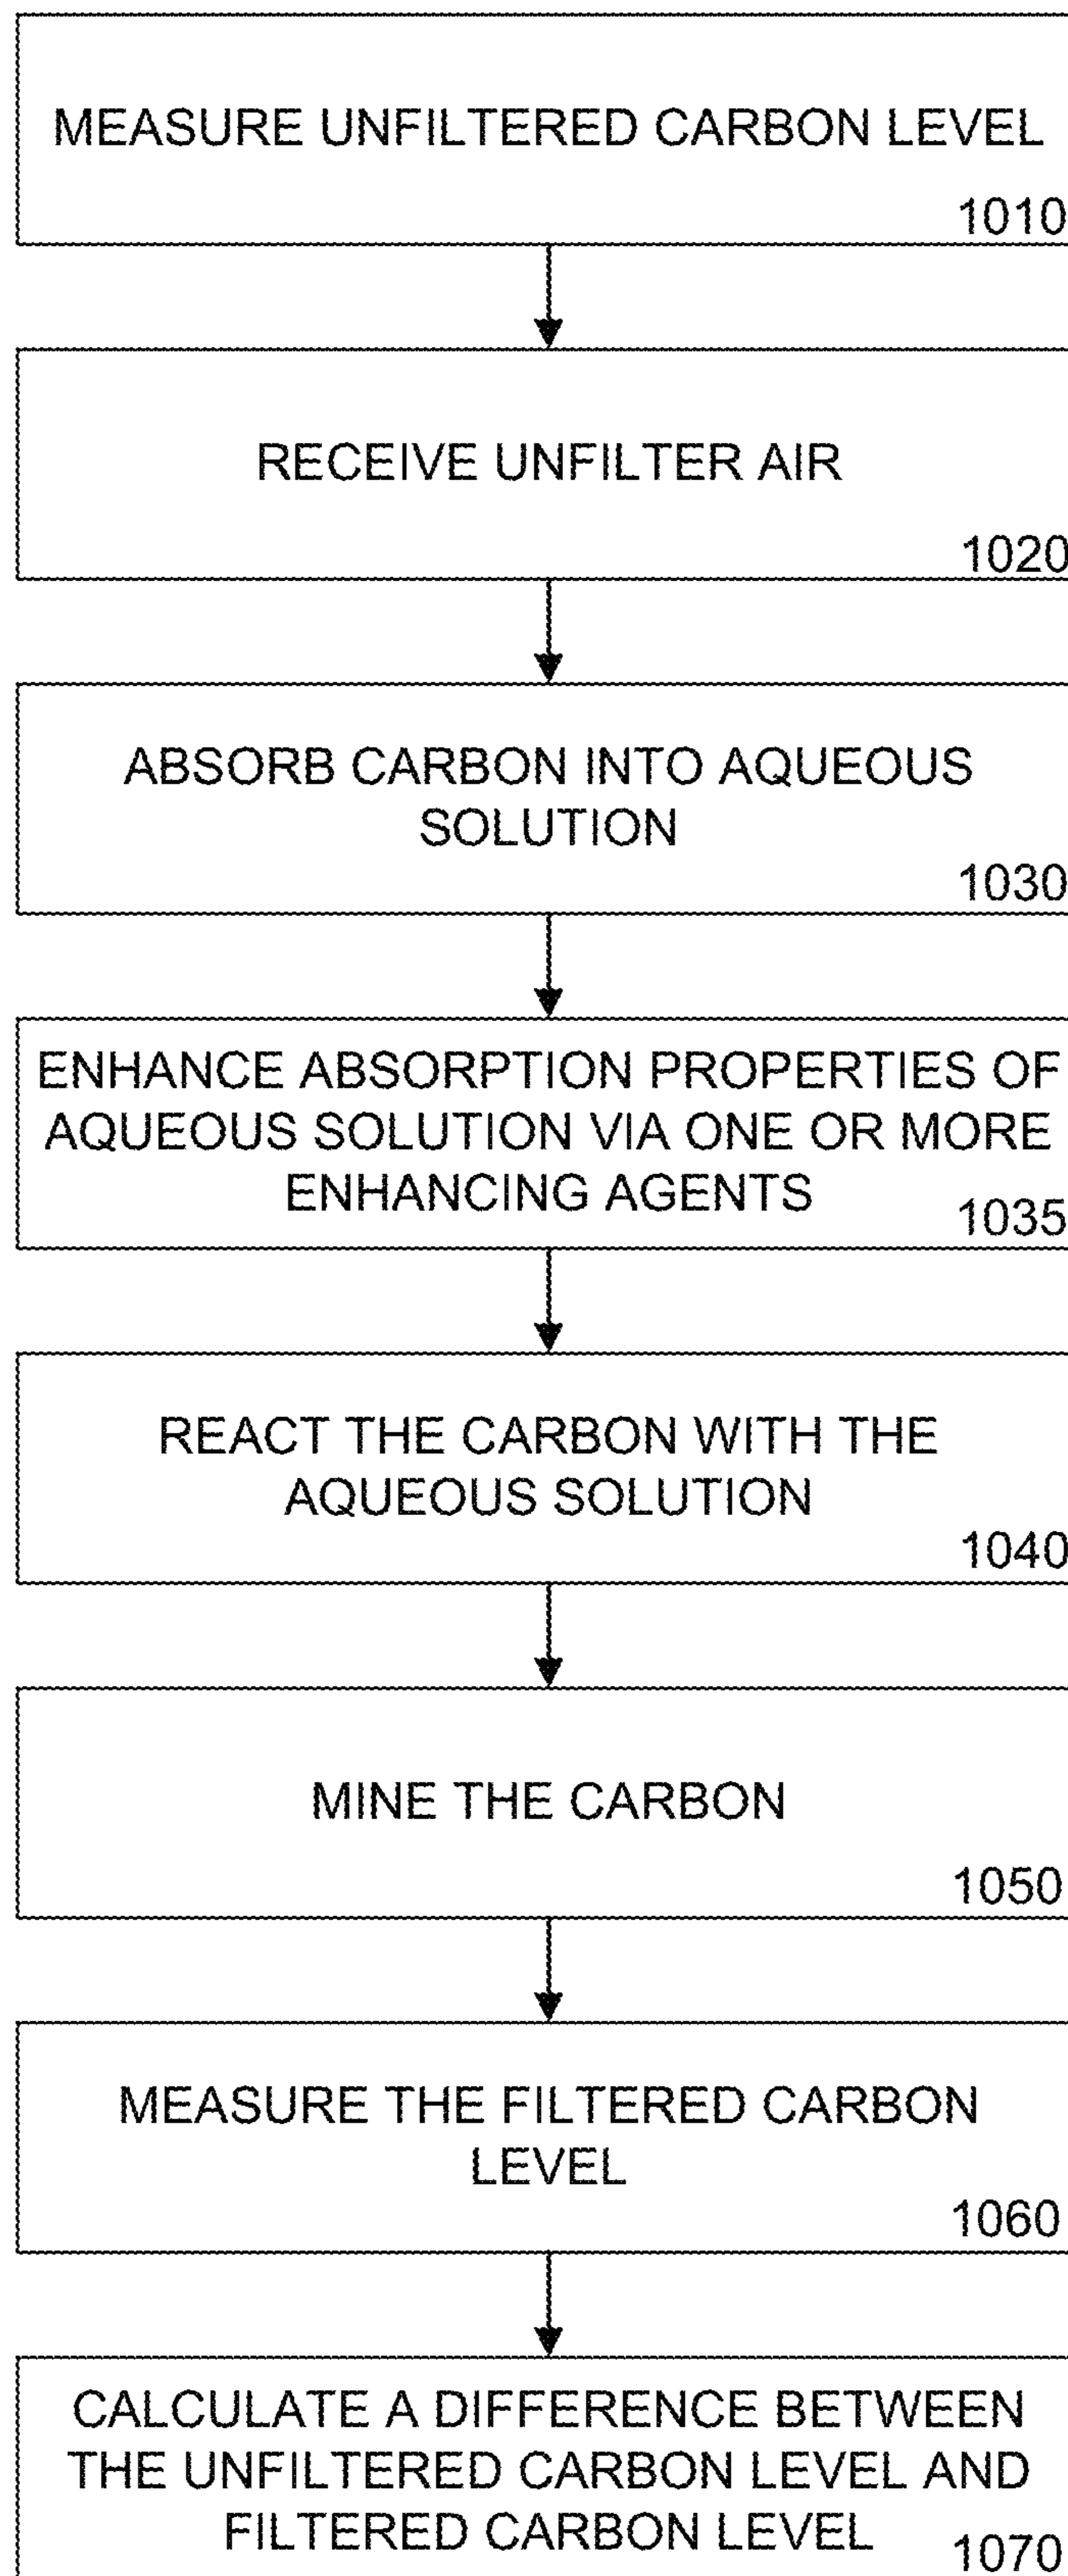 MEASURE UNFILTERED CARBON LEVEL
1010
RECEIVE UNFILTER AIR
1020
ABSORB CARBON INTO AQUEOUS
SOLUTION
1030
ENHANCE ABSORPTION PROPERTIES OF
AQUEOUS SOLUTION VIA ONE OR MORE
ENHANCING AGENTS
1035
REACT THE CARBON WITH THE
AQUEOUS SOLUTION
1040
MINE THE CARBON
1050
MEASURE THE FILTERED CARBON
LEVEL
1060
CALCULATE A DIFFERENCE BETWEEN
THE UNFILTERED CARBON LEVEL AND
FILTERED CARBON LEVEL
1070